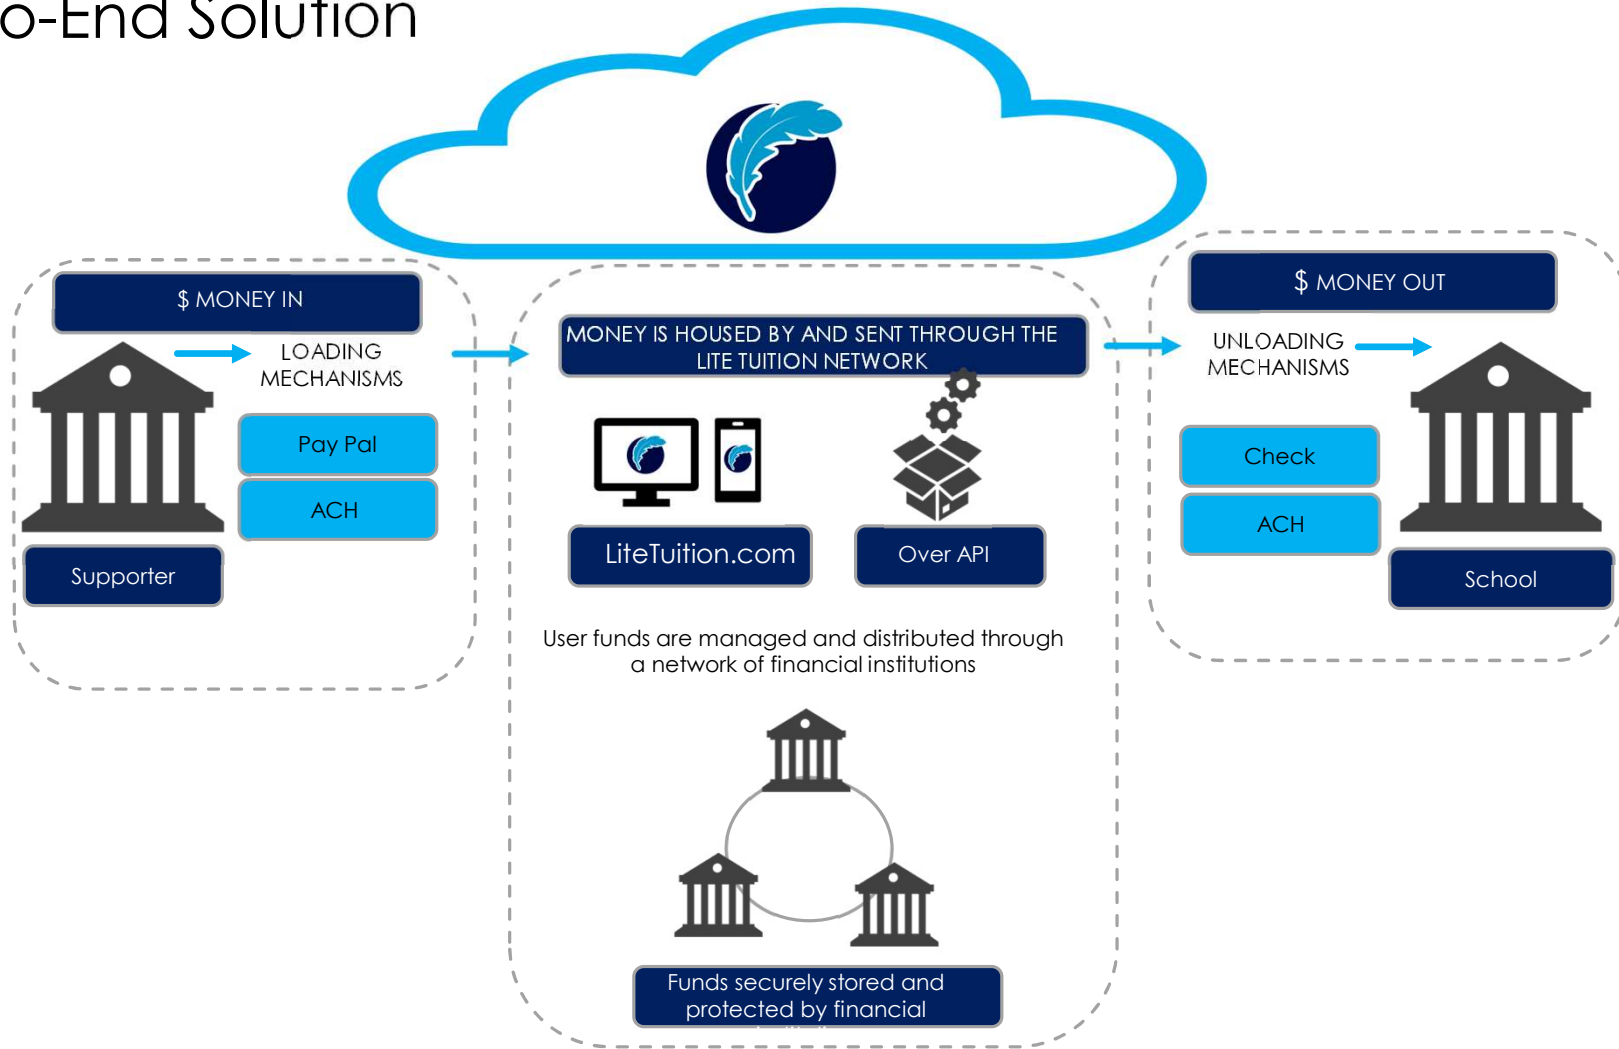 o-End Solution
$ MONEY IN
LOADING
MECHANISMS
Pay Pal
ACH
Supporter
MONEY IS HOUSED BY AND SENT THROUGH THE
LITE TUITION NETWORK
LiteTuition.com
Over API
User funds are managed and distributed through
a network of financial institutions
Funds securely stored and
protected by financial
$ MONEY OUT
UNLOADING
MECHANISMS
Check
ACH
School